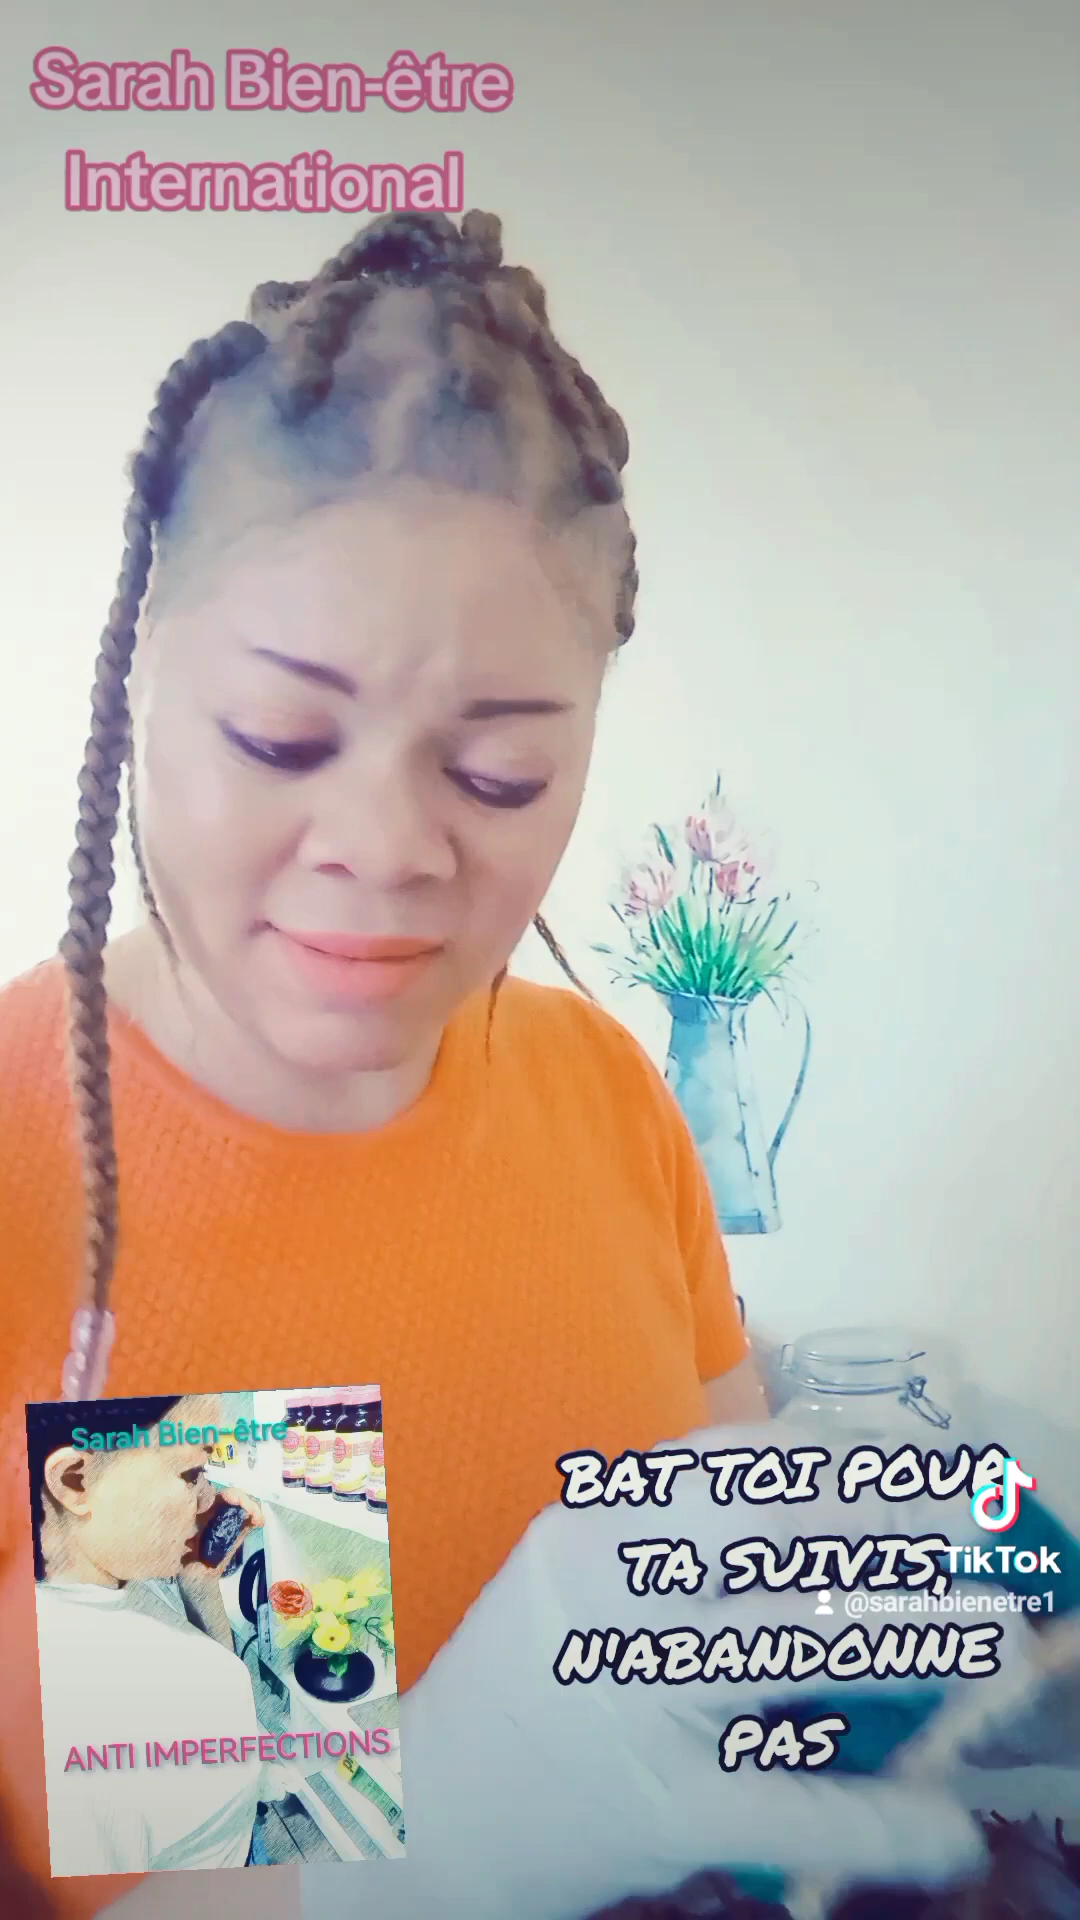 Sarah Bien-être
International
Sarah Bien-être
ANTI IMPERFECTIONS
BAT TOI POUR
TA SUIVIS,
N'ABANDONNE
PAS
TikTok
@sarahbienetre1